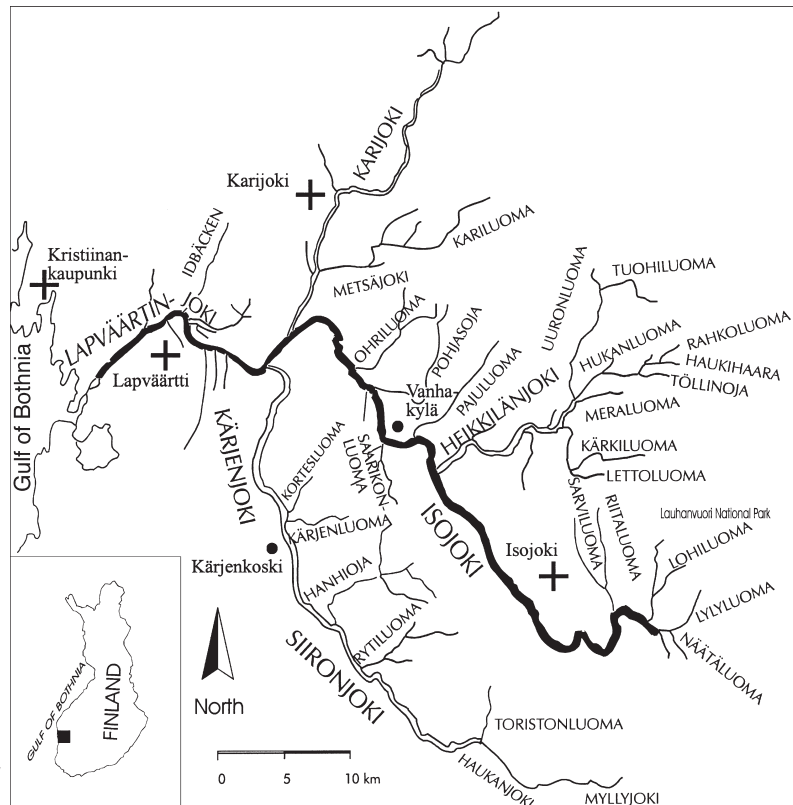 KARIJOKI
Karijoki
KARILUOMA
METSÄJOKI
IDBÄCKEN
Kristiinan-
kaupunki
LAPVÄÄRTIN-
JOKI
Lapväärtti
Gulf of Bothnia
OHRILUOMA
POHJASOJA
PAJULUOMA
Vanha-
kylä
HEIKKILÄNJOKI
UURONLUOMA
TUOHILUOMA
HUKANLUOMA
RAHKOLUOMA
HAUKIHAARA
TÖLLINOJA
MERALUOMA
KÄRKILUOMA
LETTOLUOMA
SARVILUOMA
RIITALUOMA
Lauhanvuori National Park
LOHILUOMA
LYLYLUOMA
NÄÄTÄLUOMA
Isojoki
ISOJOKI
SAARIKON-
LUOMA
KÄRJENJOKI
KORTESLUOMA
KÄRJENLUOMA
Kärjenkoski
HANHIOJA
RYTILUOMA
SIIRONJOKI
TORISTONLUOMA
HAUKANJOKI
MYLLYJOKI
North
0 5 10 km
GULF OF BOTHNIA
FINLAND